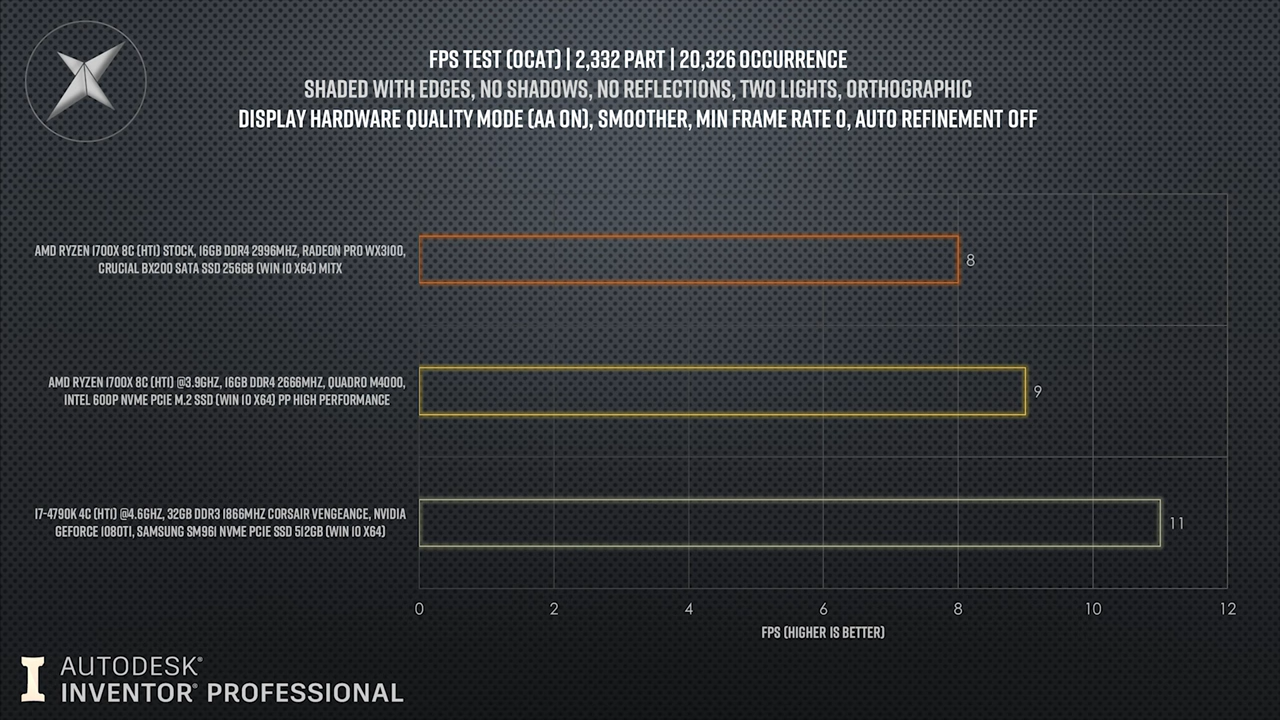 FPS TEST (OCAT) | 2,332 PART | 20,326 OCCURRENCE
SHADED WITH EDGES, NO SHADOWS, NO REFLECTIONS, TWO LIGHTS, ORTHOGRAPHIC
DISPLAY HARDWARE QUALITY MODE (AA ON), SMOOTHER, MIN FRAME RATE 0, AUTO REFINEMENT OFF
AMD RYZEN 1700X 8C (HT1) STOCK, 16GB DDR4 2996MHZ, RADEON PRO WX3100,
CRUCIAL BX200 SATA SSD 256GB (WIN 10 X64) MITX
8
AMD RYZEN 1700X 8C (HT1) @3.9GHZ, 16GB DDR4 2666MHZ, QUADRO M4000,
INTEL 600P NVME PCIE M.2 SSD (WIN 10 X64) PP HIGH PERFORMANCE
9
I7-4790K 4C (HT1) @4.6GHZ, 32GB DDR3 1866MHZ CORSAIR VENGEANCE, NVIDIA
GEFORCE 1080TI, SAMSUNG SM961 NVME PCIE SSD 512GB (WIN 10 X64)
11
0 2 4 6 8 10 12
FPS (HIGHER IS BETTER)
I AUTODESK®
INVENTOR® PROFESSIONAL